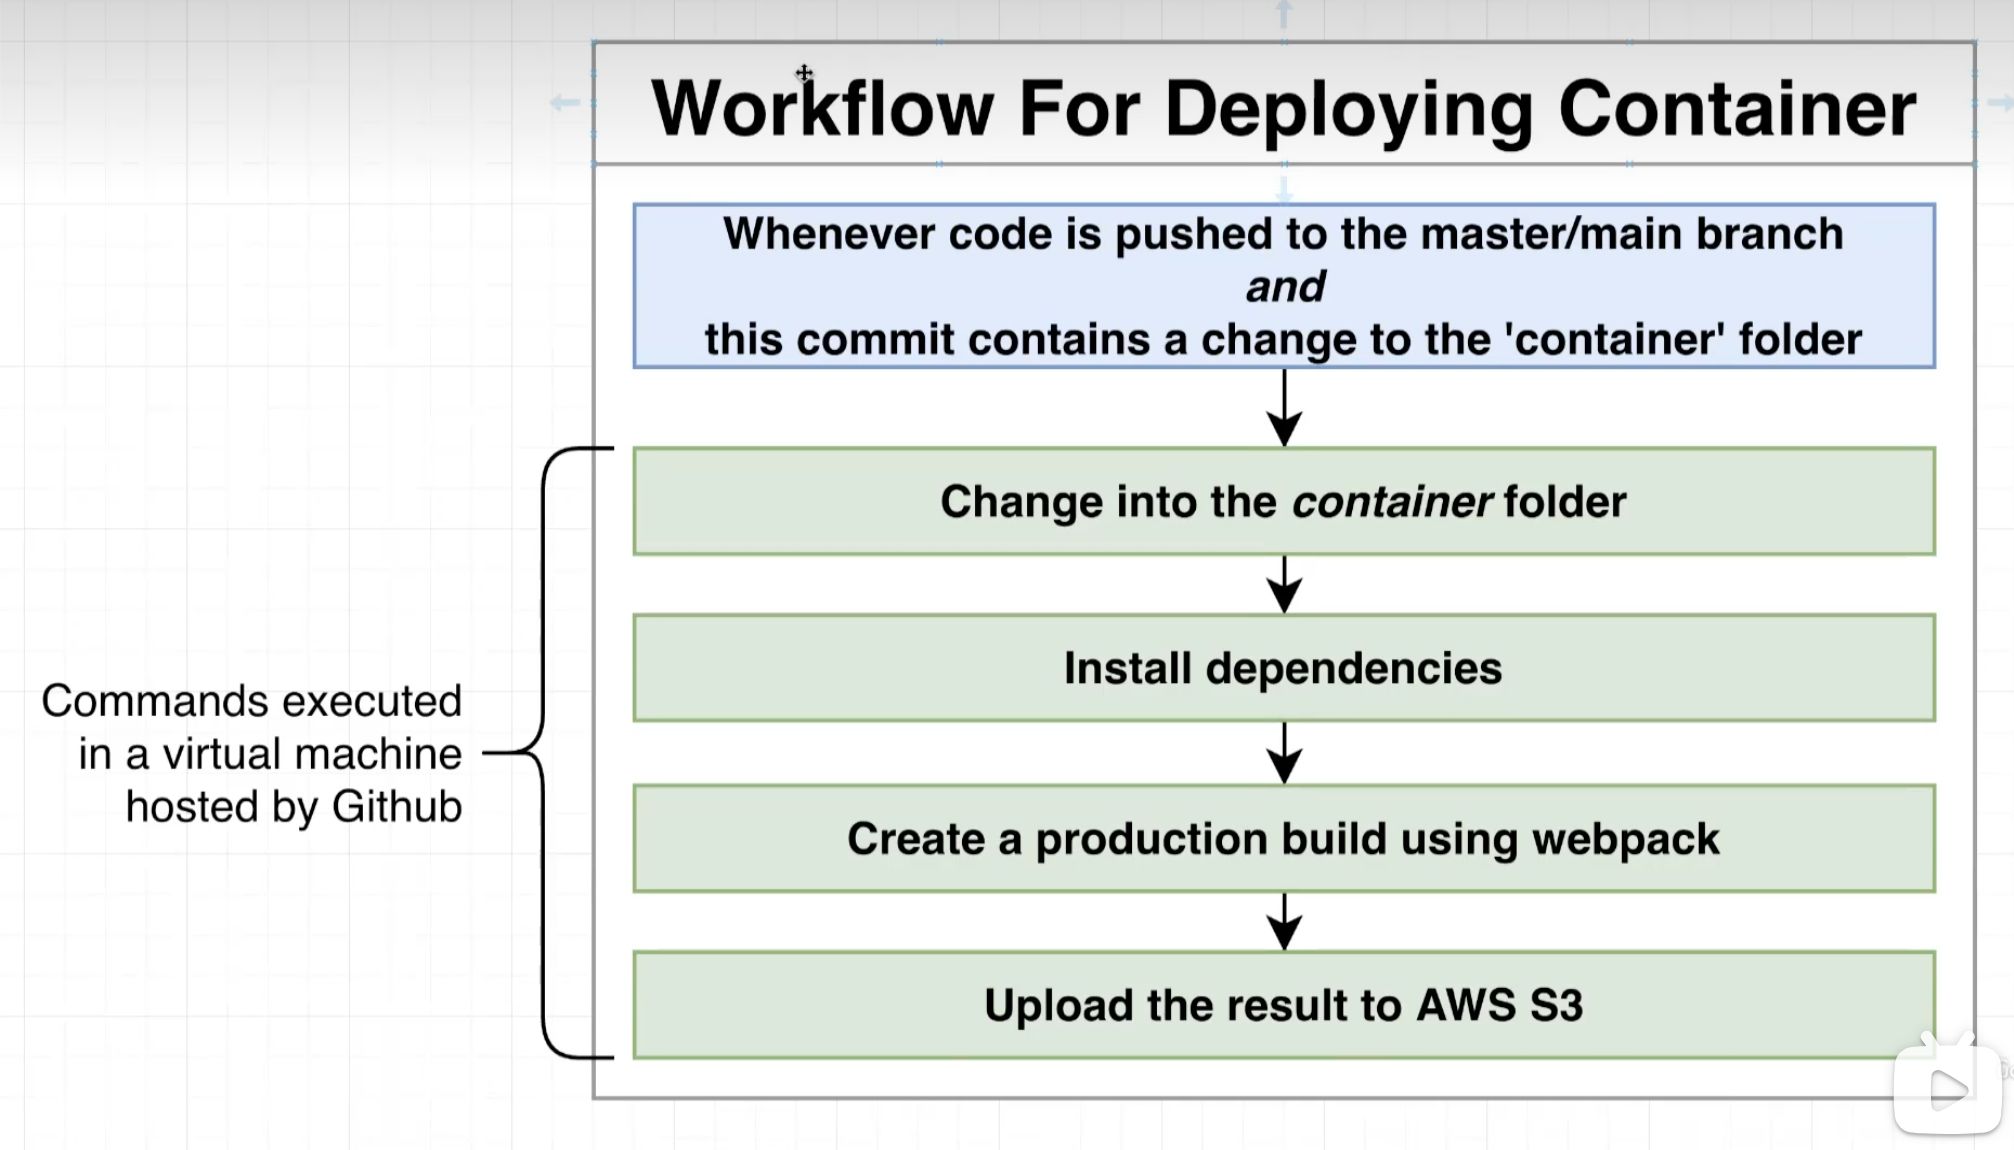 Workflow For Deploying Container
Whenever code is pushed to the master/main branch
and
this commit contains a change to the 'container' folder
Change into the container folder
Install dependencies
Create a production build using webpack
Upload the result to AWS S3
Commands executed
in a virtual machine
hosted by Github